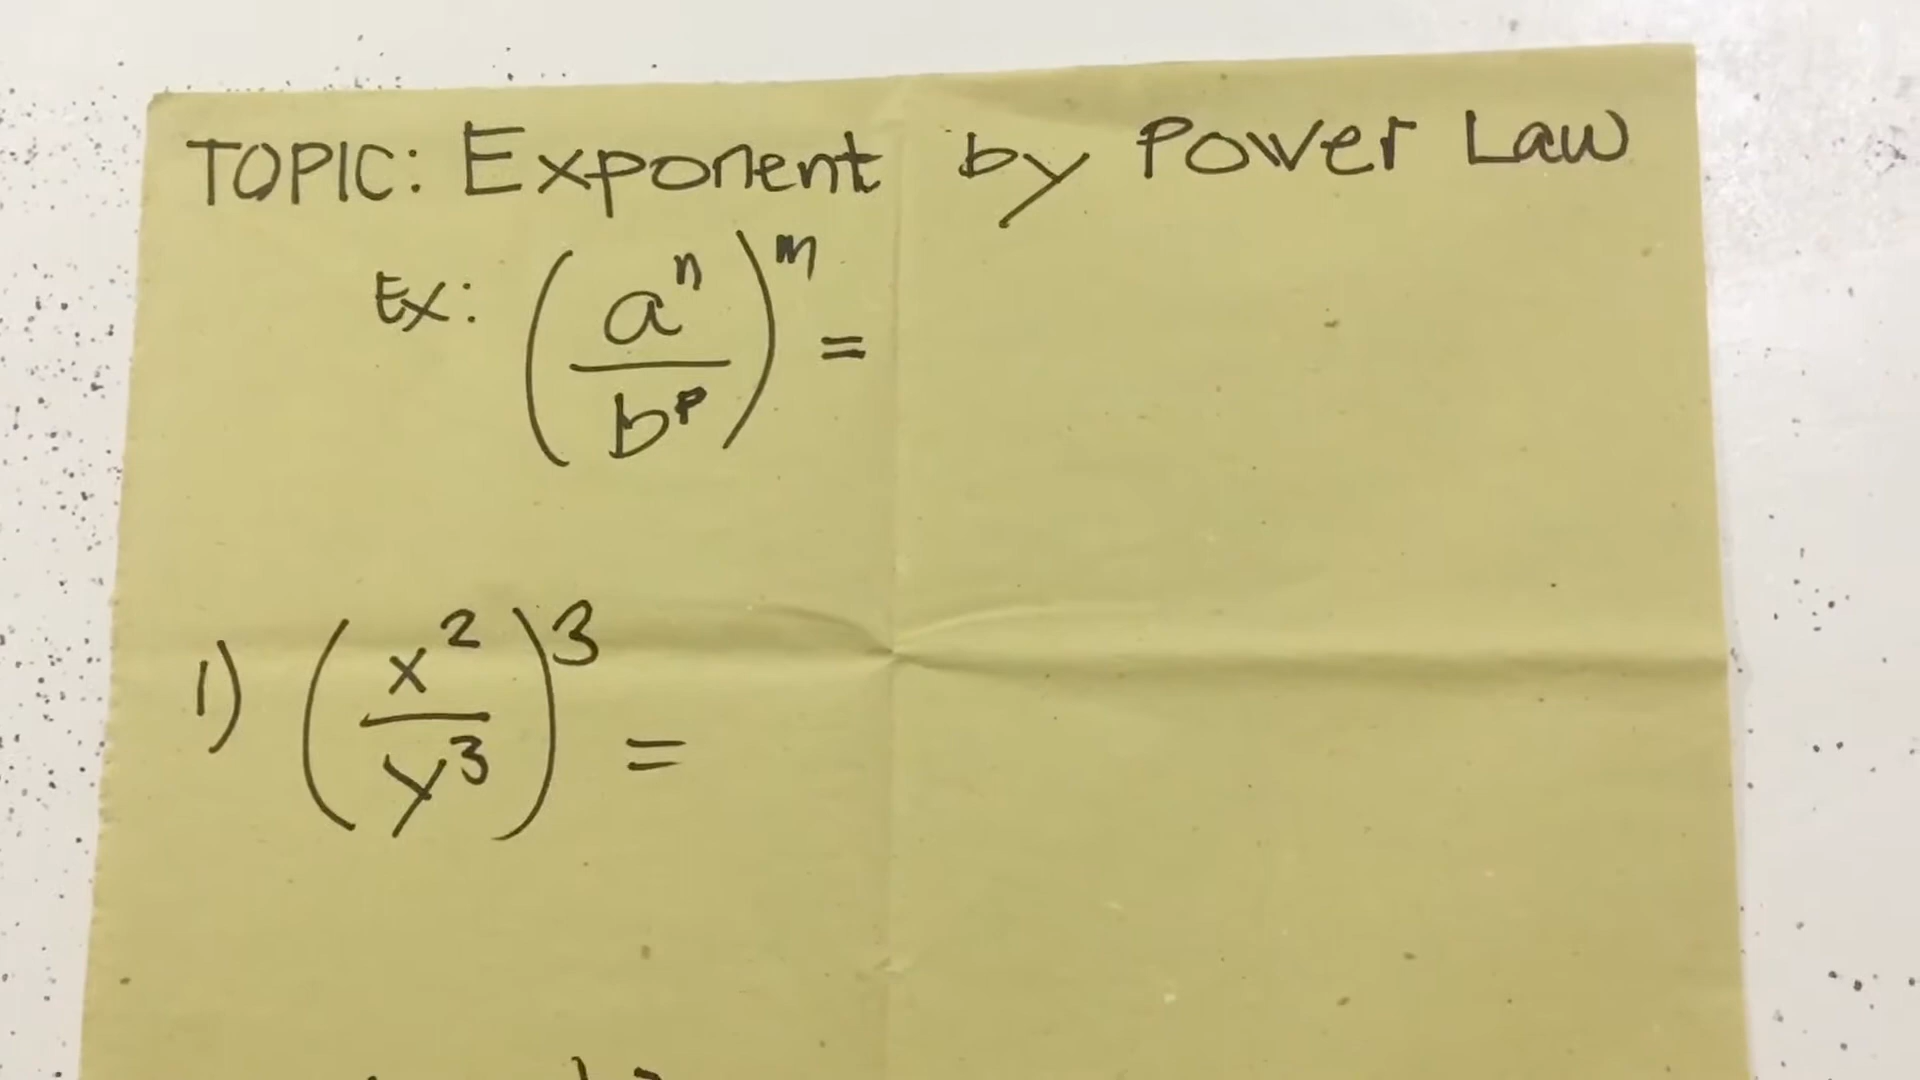 TOPIC: Exponent by Power Law
Ex: (a^n / b^p)^m =
1) (x^2 / y^3)^3 =